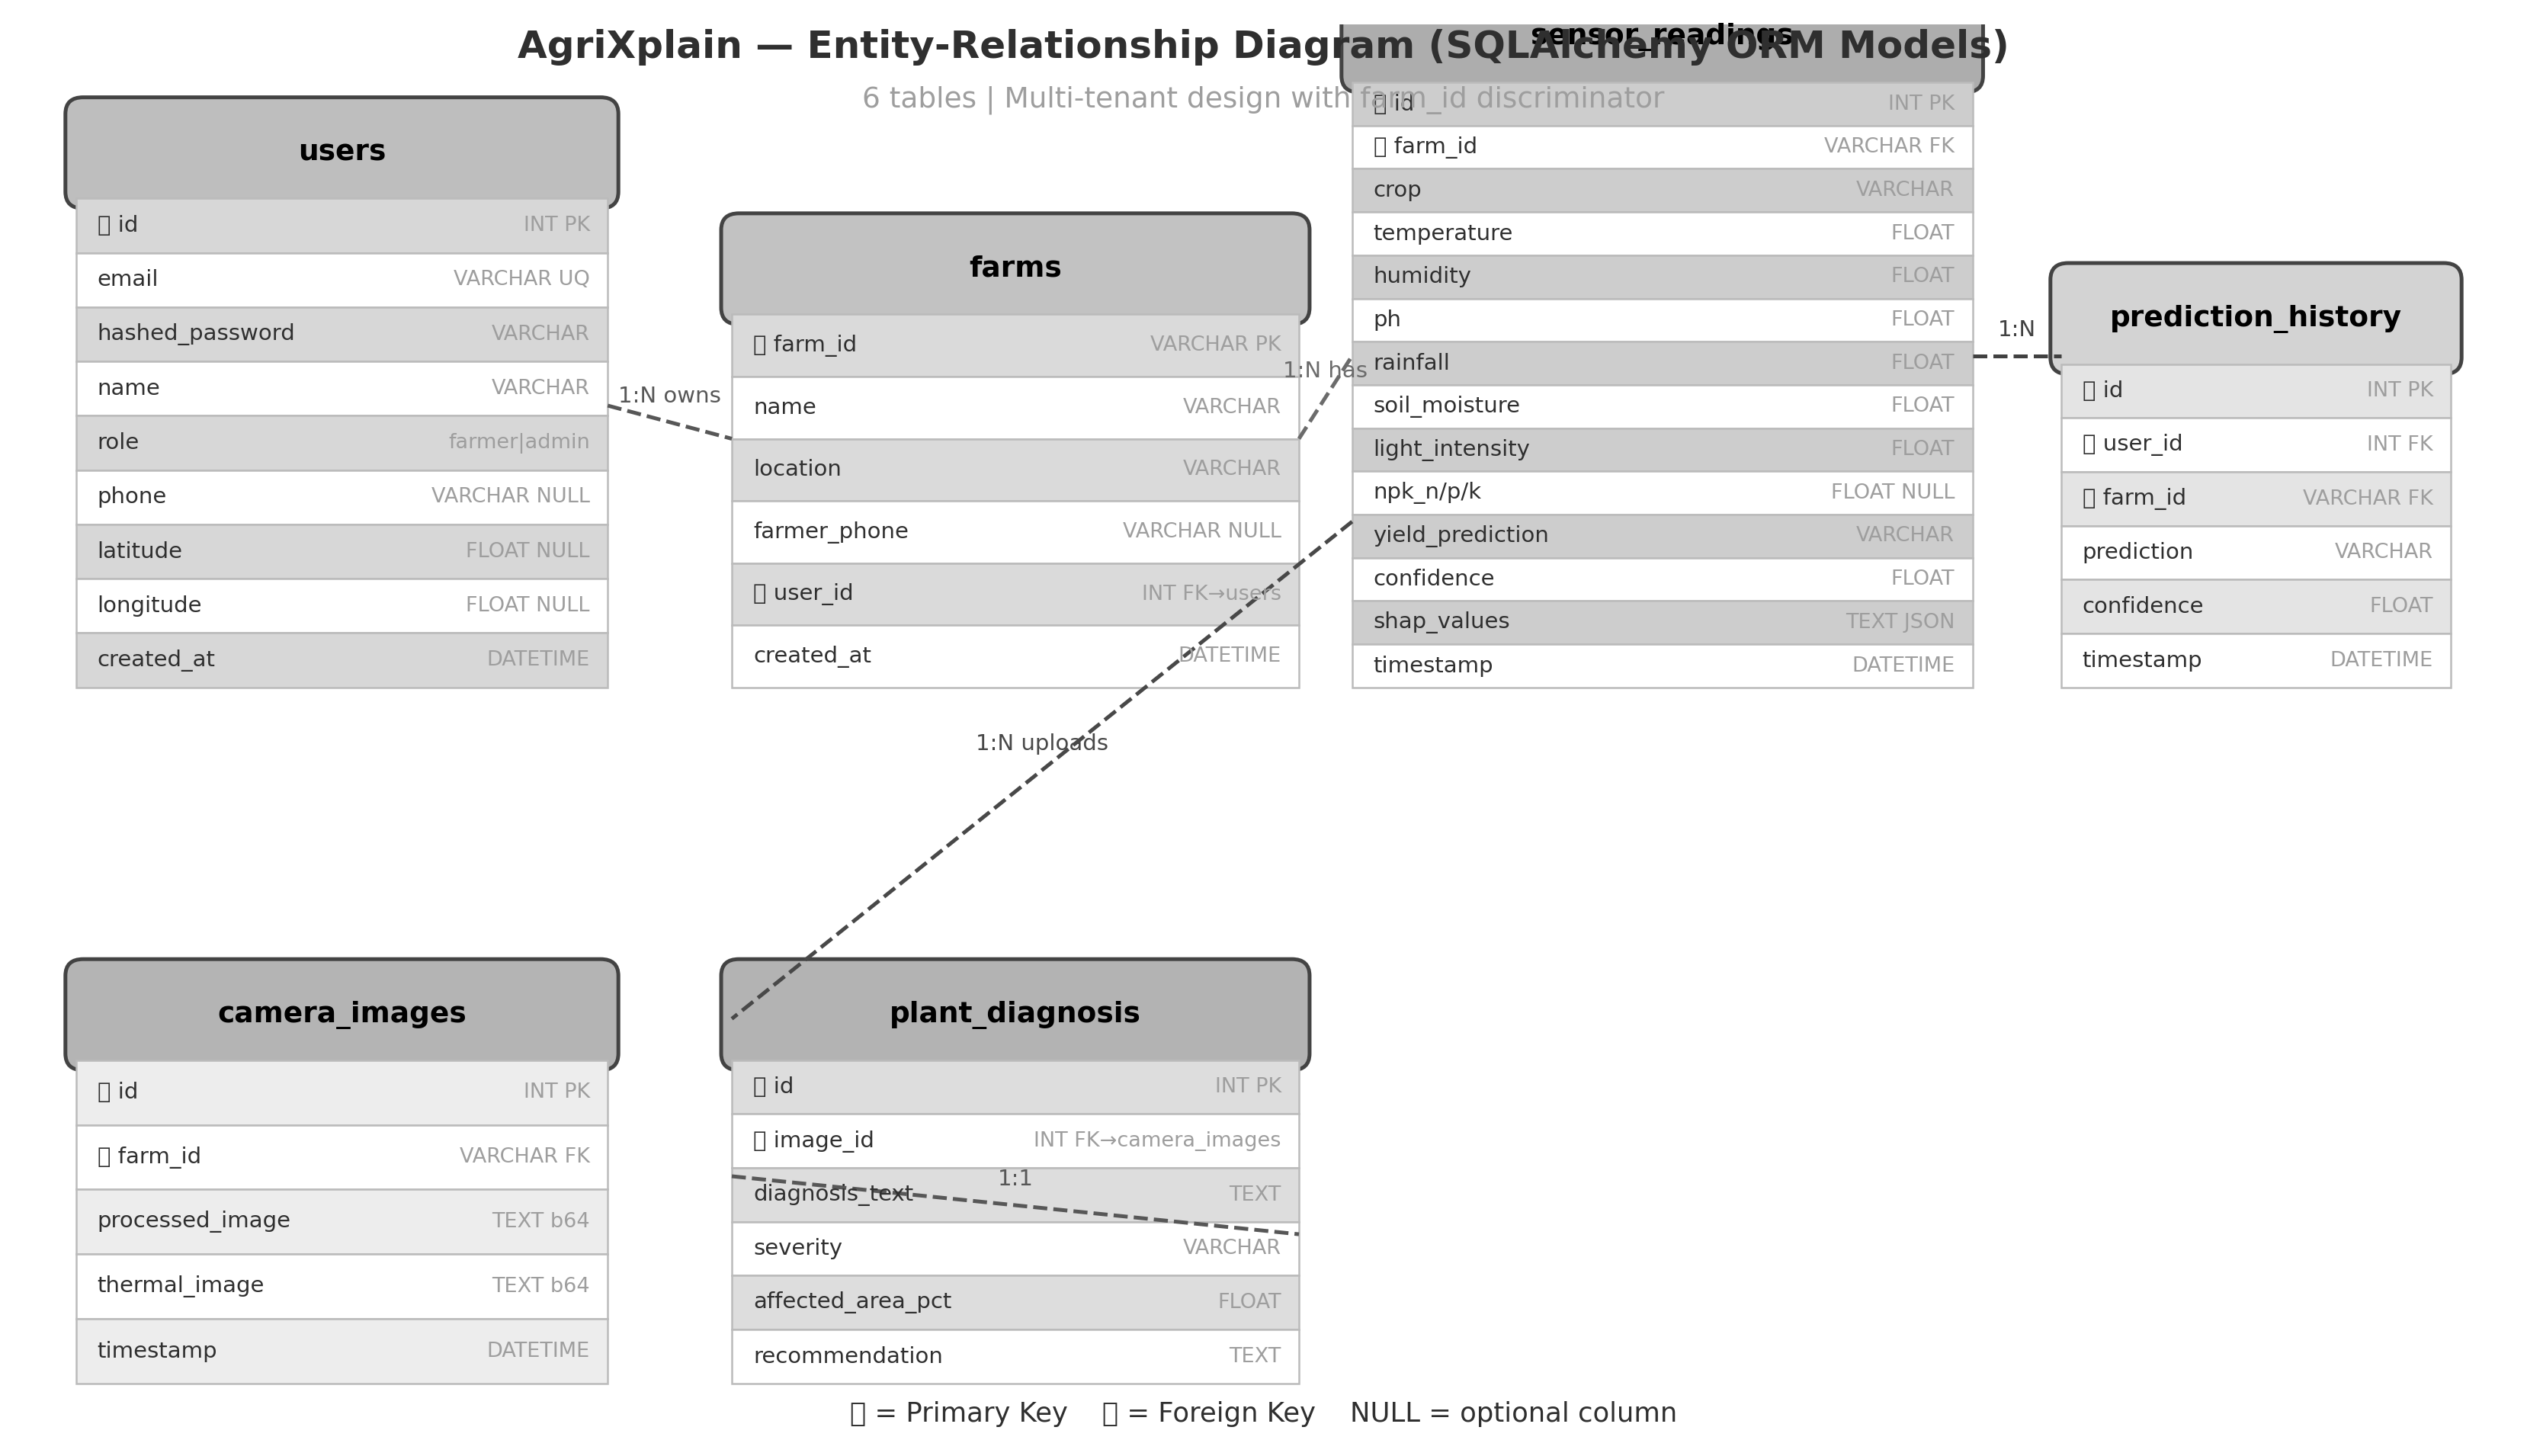 AgriXplain — Entity-Relationship Diagram (SQLAlchemy ORM Models)
6 tables | Multi-tenant design with farm_id discriminator
users
id INT PK
email VARCHAR UQ
hashed_password VARCHAR
name VARCHAR
role farmer|admin
phone VARCHAR NULL
latitude FLOAT NULL
longitude FLOAT NULL
created_at DATETIME
1:N owns
farms
farm_id VARCHAR PK
name VARCHAR
location VARCHAR
farmer_phone VARCHAR NULL
user_id INT FK→users
created_at DATETIME
1:N has
sensor_readings
id INT PK
farm_id VARCHAR FK
crop VARCHAR
temperature FLOAT
humidity FLOAT
ph FLOAT
rainfall FLOAT
soil_moisture FLOAT
light_intensity FLOAT
npk_n/p/k FLOAT NULL
yield_prediction VARCHAR
confidence FLOAT
shap_values TEXT JSON
timestamp DATETIME
1:N
prediction_history
id INT PK
user_id INT FK
farm_id VARCHAR FK
prediction VARCHAR
confidence FLOAT
timestamp DATETIME
1:N uploads
camera_images
id INT PK
farm_id VARCHAR FK
processed_image TEXT b64
thermal_image TEXT b64
timestamp DATETIME
plant_diagnosis
id INT PK
image_id INT FK→camera_images
1:1
diagnosis_text TEXT
severity VARCHAR
affected_area_pct FLOAT
recommendation TEXT
= Primary Key = Foreign Key NULL = optional column